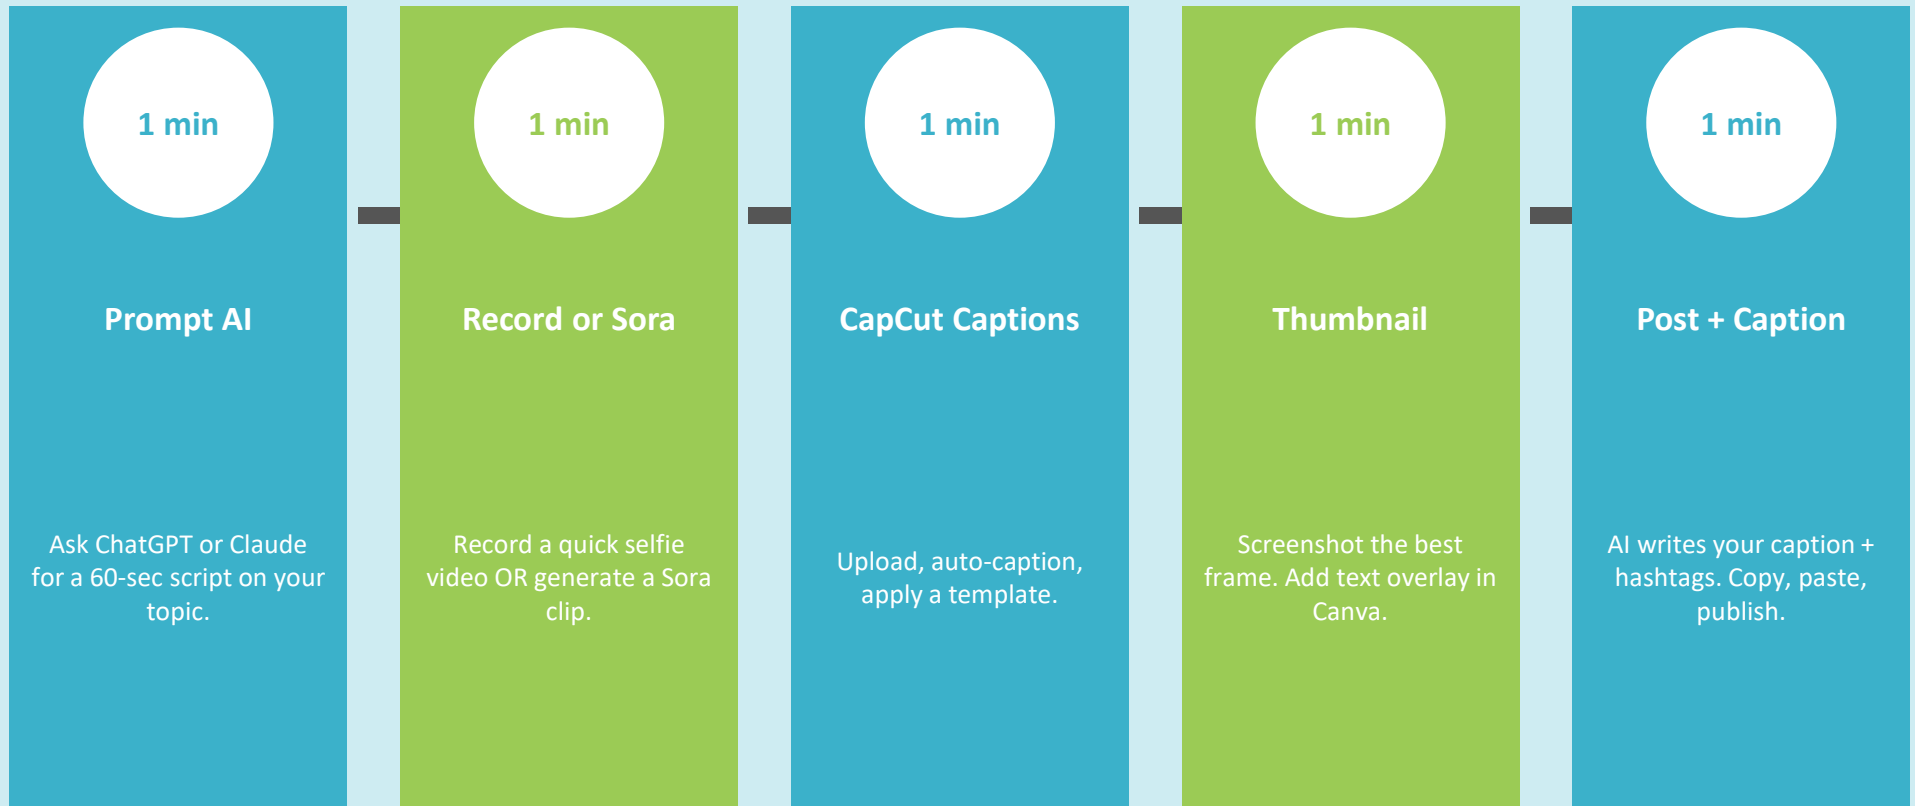 1 min
Prompt AI
Ask ChatGPT or Claude
for a 60-sec script on your
topic.
1 min
Record or Sora
Record a quick selfie
video OR generate a Sora
clip.
1 min
CapCut Captions
Upload, auto-caption,
apply a template.
1 min
Thumbnail
Screenshot the best
frame. Add text overlay in
Canva.
1 min
Post + Caption
AI writes your caption +
hashtags. Copy, paste,
publish.